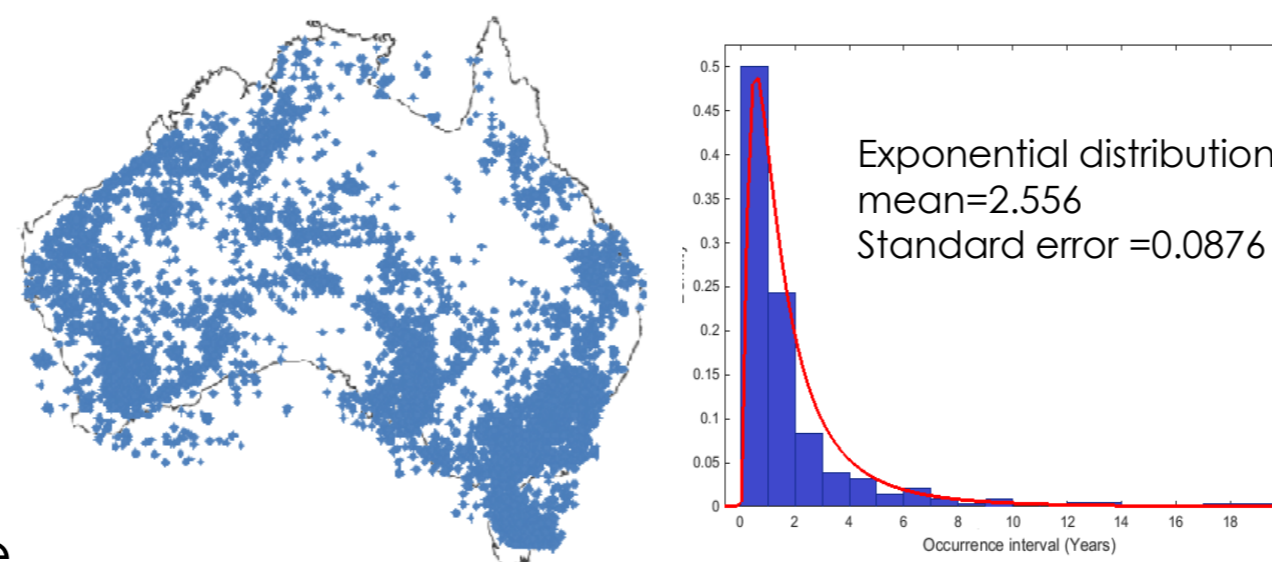 0.5
0.45
0.4
0.35
0.3
0.25
0.2
0.15
0.1
0.05
0
Exponential distribution
mean=2.556
Standard error =0.0876
0 2 4 6 8 10 12 14 16 18
Occurrence interval (Years)
e